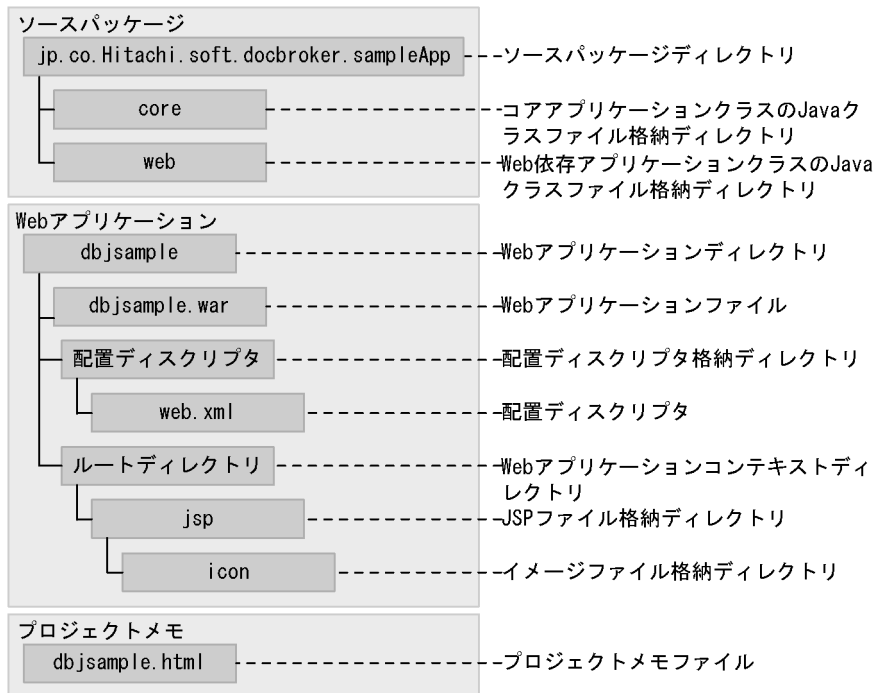 ソースパッケージ
jp.co.Hitachi.soft.docbroker.sampleApp
ソースパッケージディレクトリ
core
コアアプリケーションクラスのJavaク
ラスファイル格納ディレクトリ
web
Web依存アプリケーションクラスのJava
クラスファイル格納ディレクトリ
Webアプリケーション
dbjsample
Webアプリケーションディレクトリ
dbjsample.war
Webアプリケーションファイル
配置ディスクリプタ
配置ディスクリプタ格納ディレクトリ
web.xml
配置ディスクリプタ
ルートディレクトリ
Webアプリケーションコンテキストディ
レクトリ
jsp
JSPファイル格納ディレクトリ
icon
イメージファイル格納ディレクトリ
プロジェクトメモ
dbjsample.html
プロジェクトメモファイル